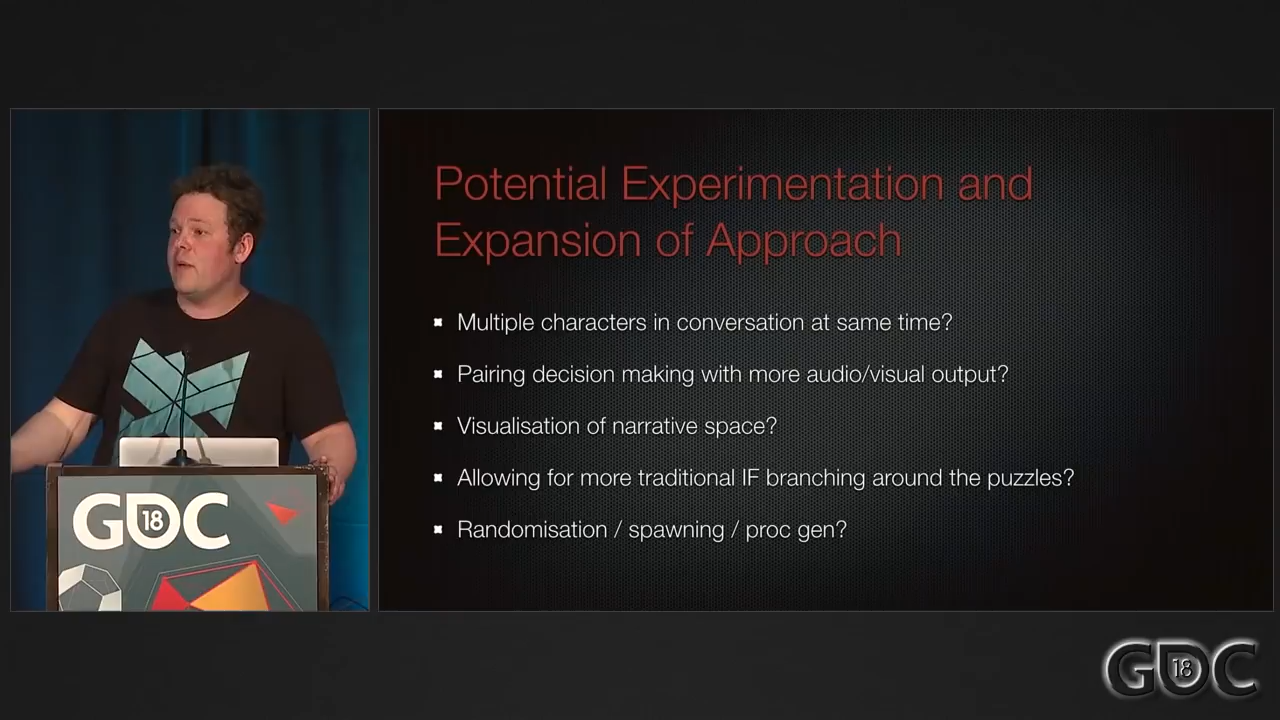 Potential Experimentation and
Expansion of Approach
Multiple characters in conversation at same time?
Pairing decision making with more audio/visual output?
Visualisation of narrative space?
Allowing for more traditional IF branching around the puzzles?
Randomisation / spawning / proc gen?
GDC 18
GDC 18